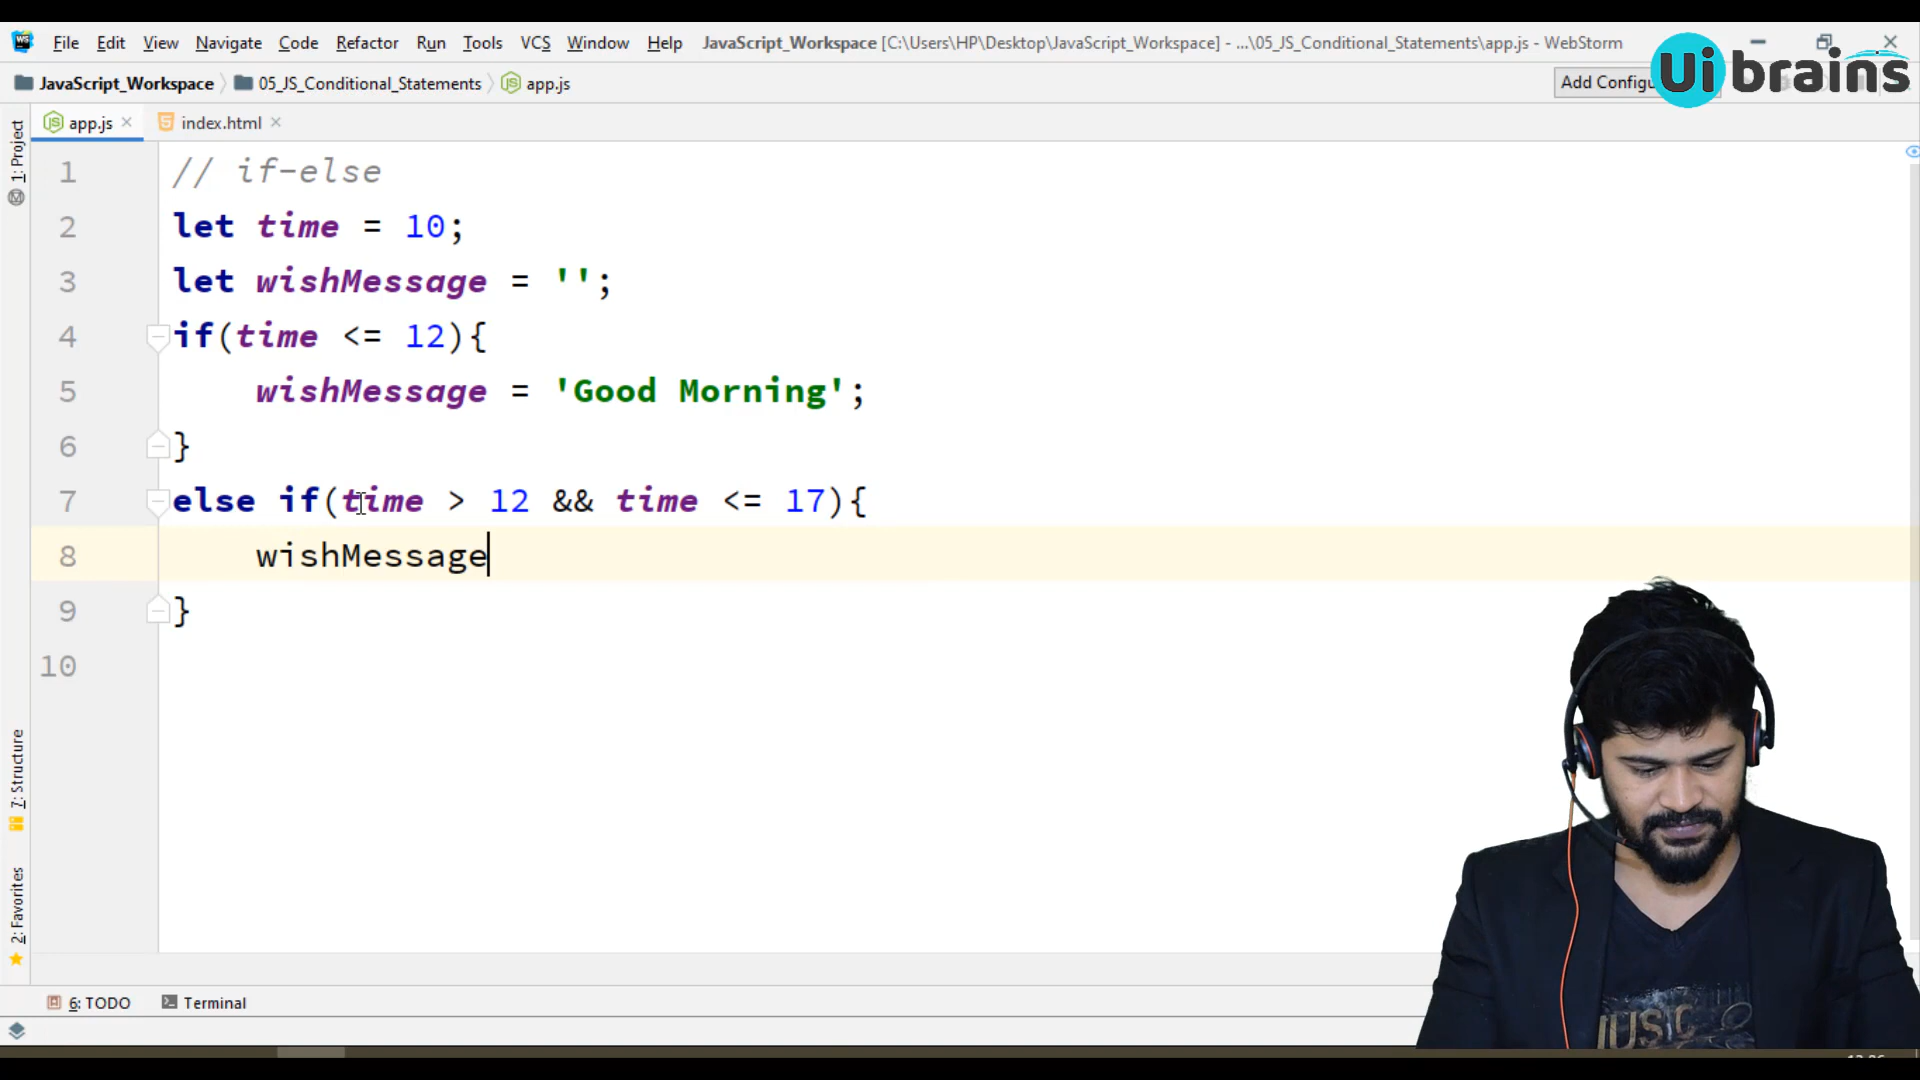 File Edit View Navigate Code Refactor Run Tools VCS Window Help JavaScript_Workspace [C:\Users\HP\Desktop\JavaScript_Workspace] - ...\05_JS_Conditional_Statements\app.js - WebStorm
JavaScript_Workspace 05_JS_Conditional_Statements app.js Add Configu
Ui brains
app.js index.html
1: Project
1 // if-else
2 let time = 10;
3 let wishMessage = '';
4 if(time <= 12){
5 wishMessage = 'Good Morning';
6 }
7 else if(time > 12 && time <= 17){
8 wishMessage
9 }
10
7: Structure
2: Favorites
6: TODO Terminal